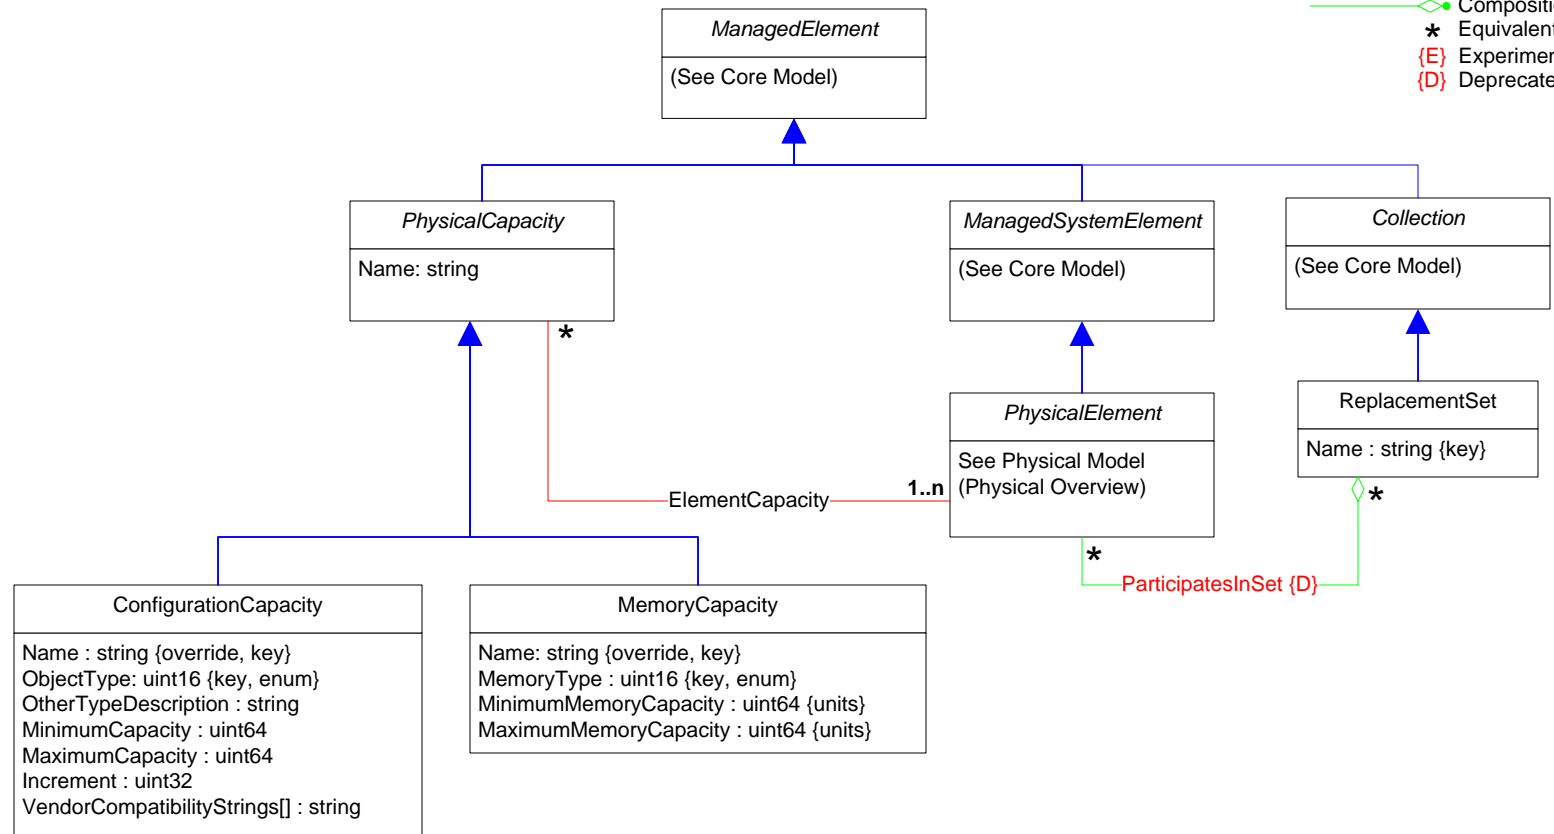 Compositi
* Equivalent
{E} Experimer
{D} Deprecate
ManagedElement
(See Core Model)
PhysicalCapacity
Name: string
ManagedSystemElement
(See Core Model)
Collection
(See Core Model)
*
PhysicalElement
See Physical Model
(Physical Overview)
ReplacementSet
Name : string {key}
ElementCapacity
1..n
*
*
ParticipatesInSet {D}
ConfigurationCapacity
Name : string {override, key}
ObjectType: uint16 {key, enum}
OtherTypeDescription : string
MinimumCapacity : uint64
MaximumCapacity : uint64
Increment : uint32
VendorCompatibilityStrings[] : string
MemoryCapacity
Name: string {override, key}
MemoryType : uint16 {key, enum}
MinimumMemoryCapacity : uint64 {units}
MaximumMemoryCapacity : uint64 {units}